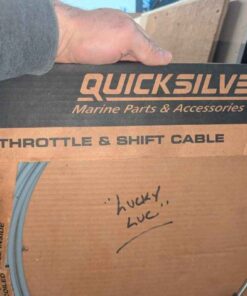 QUICKSILVE
Marine Parts & Accessories
THROTTLE & SHIFT CABLE
"LUCKY
LUC"